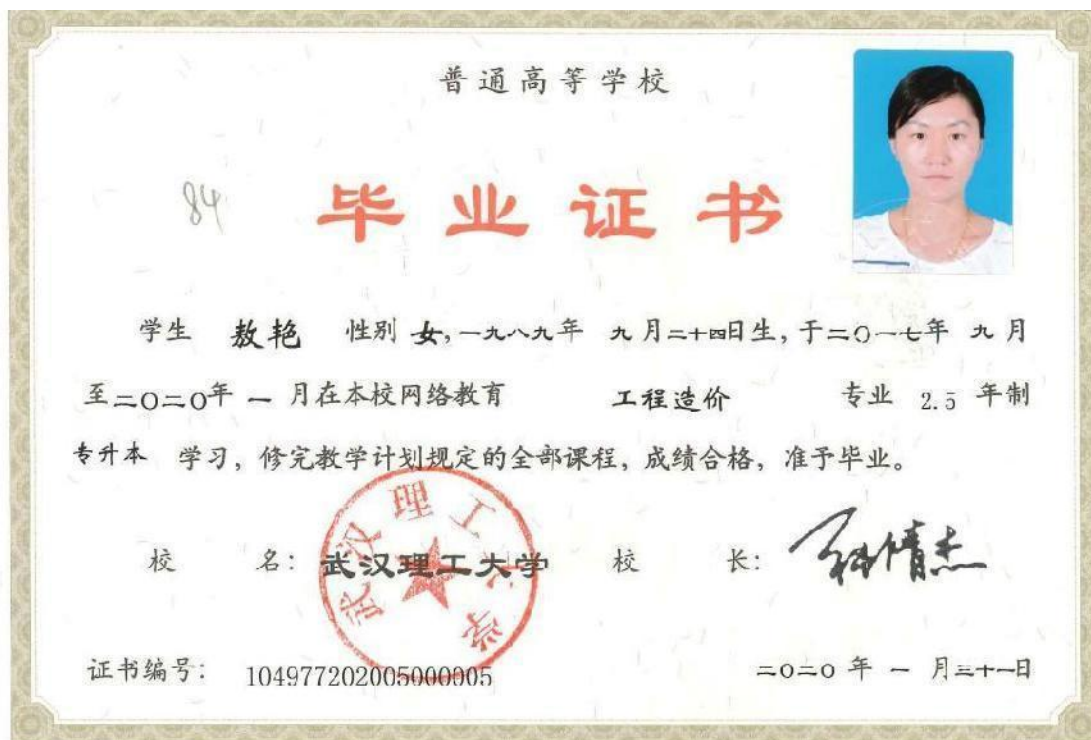 普通高等学校
84
毕业证书
学生 敖艳 性别 女, 一九八九年 九月二十四日生, 于二〇一七年 九月
至二〇二〇年 一 月在本校网络教育 工程造价 专业 2.5 年制
专升本 学习, 修完教学计划规定的全部课程, 成绩合格, 准予毕业。
校 名: 武汉理工大学 校 长:
武汉理工大学
证书编号: 104977202005000005 二〇二〇 年 一 月三十一日